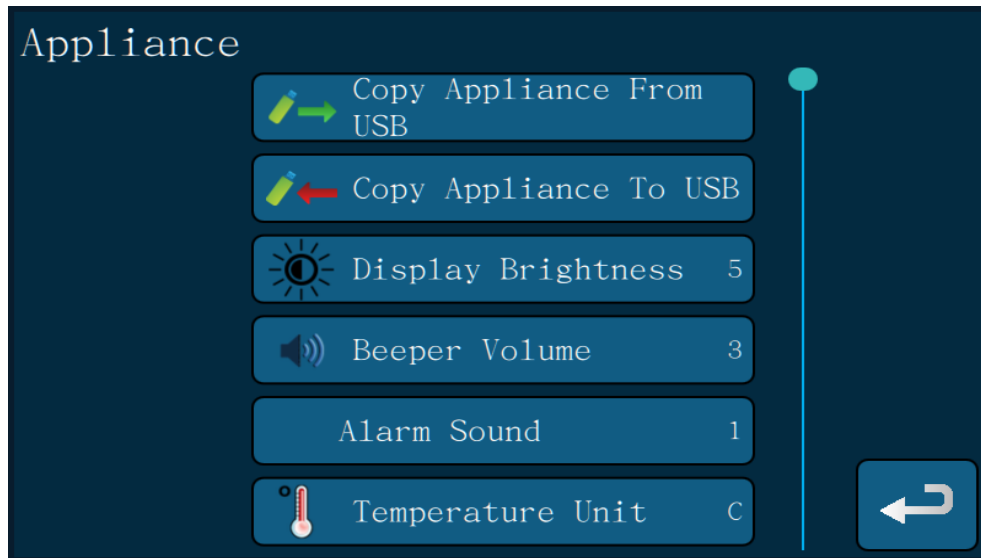 Appliance
Copy Appliance From
USB
Copy Appliance To USB
Display Brightness 5
Beeper Volume 3
Alarm Sound 1
Temperature Unit C